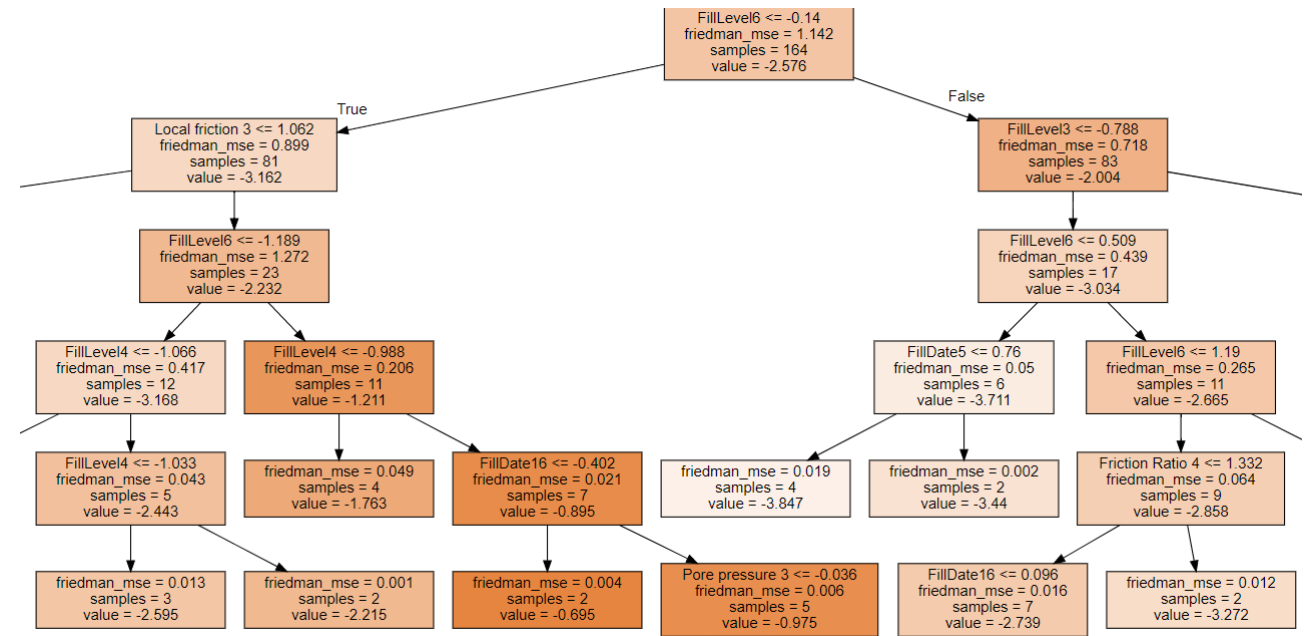 FillLevel6 <= -0.14
friedman_mse = 1.142
samples = 164
value = -2.576
True
False
Local friction 3 <= 1.062
friedman_mse = 0.899
samples = 81
value = -3.162
FillLevel3 <= -0.788
friedman_mse = 0.718
samples = 83
value = -2.004
FillLevel6 <= -1.189
friedman_mse = 1.272
samples = 23
value = -2.232
FillLevel6 <= 0.509
friedman_mse = 0.439
samples = 17
value = -3.034
FillLevel4 <= -1.066
friedman_mse = 0.417
samples = 12
value = -3.168
FillLevel4 <= -0.988
friedman_mse = 0.206
samples = 11
value = -1.211
FillDate5 <= 0.76
friedman_mse = 0.05
samples = 6
value = -3.711
FillLevel6 <= 1.19
friedman_mse = 0.265
samples = 11
value = -2.665
FillLevel4 <= -1.033
friedman_mse = 0.043
samples = 5
value = -2.443
friedman_mse = 0.049
samples = 4
value = -1.763
FillDate16 <= -0.402
friedman_mse = 0.021
samples = 7
value = -0.895
friedman_mse = 0.019
samples = 4
value = -3.847
friedman_mse = 0.002
samples = 2
value = -3.44
Friction Ratio 4 <= 1.332
friedman_mse = 0.064
samples = 9
value = -2.858
friedman_mse = 0.013
samples = 3
value = -2.595
friedman_mse = 0.001
samples = 2
value = -2.215
friedman_mse = 0.004
samples = 2
value = -0.695
Pore pressure 3 <= -0.036
friedman_mse = 0.006
samples = 5
value = -0.975
FillDate16 <= 0.096
friedman_mse = 0.016
samples = 7
value = -2.739
friedman_mse = 0.012
samples = 2
value = -3.272